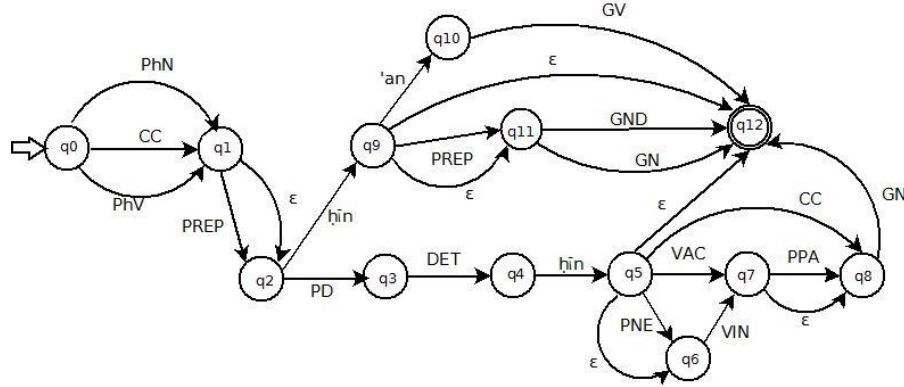 q10
GV
PhN
'an
ε
q12
q0
CC
q1
q9
PREP
q11
GND
GN
ε
PhV
PREP
ε
ḥīn
ε
CC
GN
q2
PD
q3
DET
q4
ḥīn
q5
VAC
q7
PPA
q8
PNE
VIN
ε
ε
q6